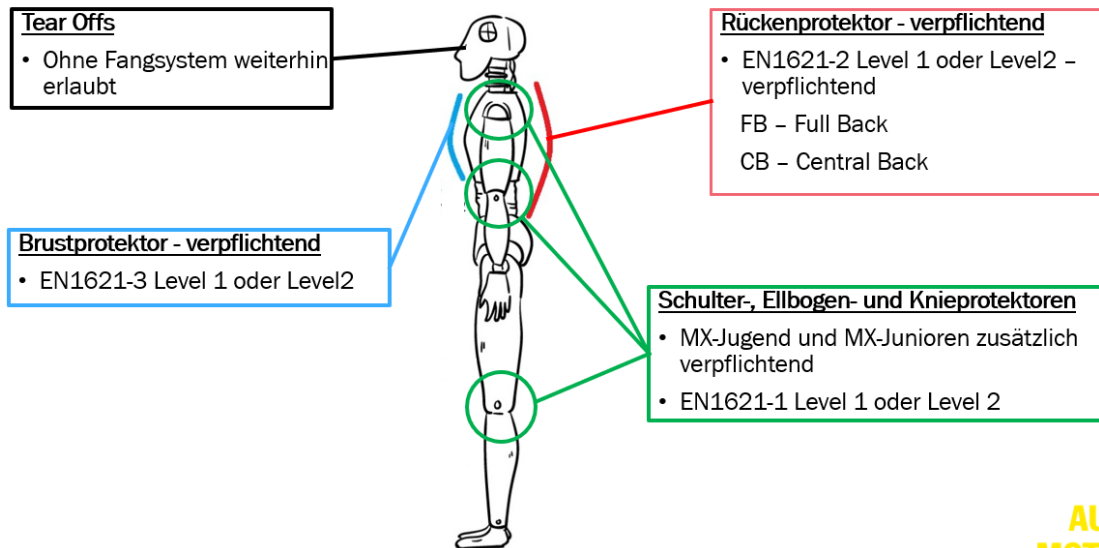 Tear Offs
• Ohne Fangsystem weiterhin
erlaubt
Rückenprotektor - verpflichtend
• EN1621-2 Level 1 oder Level2 –
verpflichtend
FB – Full Back
CB – Central Back
Brustprotektor - verpflichtend
• EN1621-3 Level 1 oder Level2
Schulter-, Ellbogen- und Knieprotektoren
• MX-Jugend und MX-Junioren zusätzlich
verpflichtend
• EN1621-1 Level 1 oder Level 2